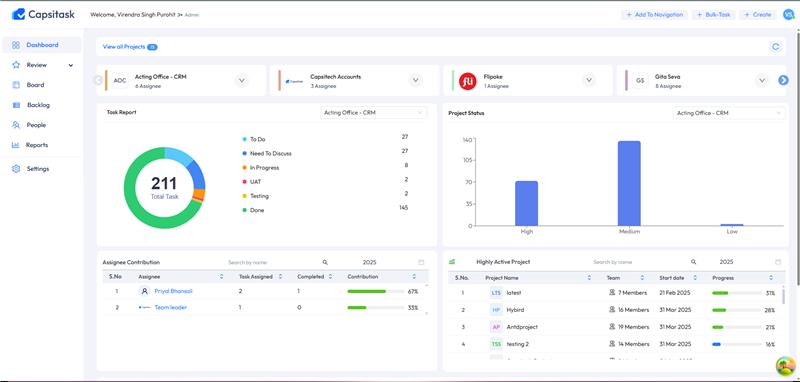 Capsitask
Welcome, Virendra Singh Purohit Admin
+ Add To Navigation + Bulk-Task + Create VS
Dashboard
Review
Board
Backlog
People
Reports
Settings
View all Projects
AOC Acting Office - CRM
6 Assignee
Capsitech Accounts
3 Assignee
fli Flipoke
1 Assignee
GS Gita Seva
8 Assignee
Task Report Acting Office - CRM
211
Total Task
To Do 27
Need To Discuss 27
In Progress 8
UAT 2
Testing 2
Done 145
Project Status Acting Office - CRM
140
105
70
35
0
High Medium Low
Assignee Contribution Search by name 2025
S.No Assignee Task Assigned Completed Contribution
1 Priyal Bhansali 2 1 67%
2 Team leader 1 0 33%
Highly Active Project Search by name 2025
S.No. Project Name Team Start date Progress
1 LTS latest 7 Members 21 Feb 2025 31%
2 HP Hybird 16 Members 31 Mar 2025 28%
3 AP Antdproject 19 Members 31 Mar 2025 21%
4 TSS testing 2 14 Members 31 Mar 2025 16%